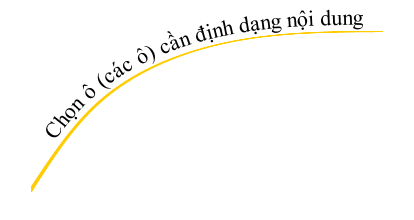 Chọn ô (các ô) cần định dạng nội dung